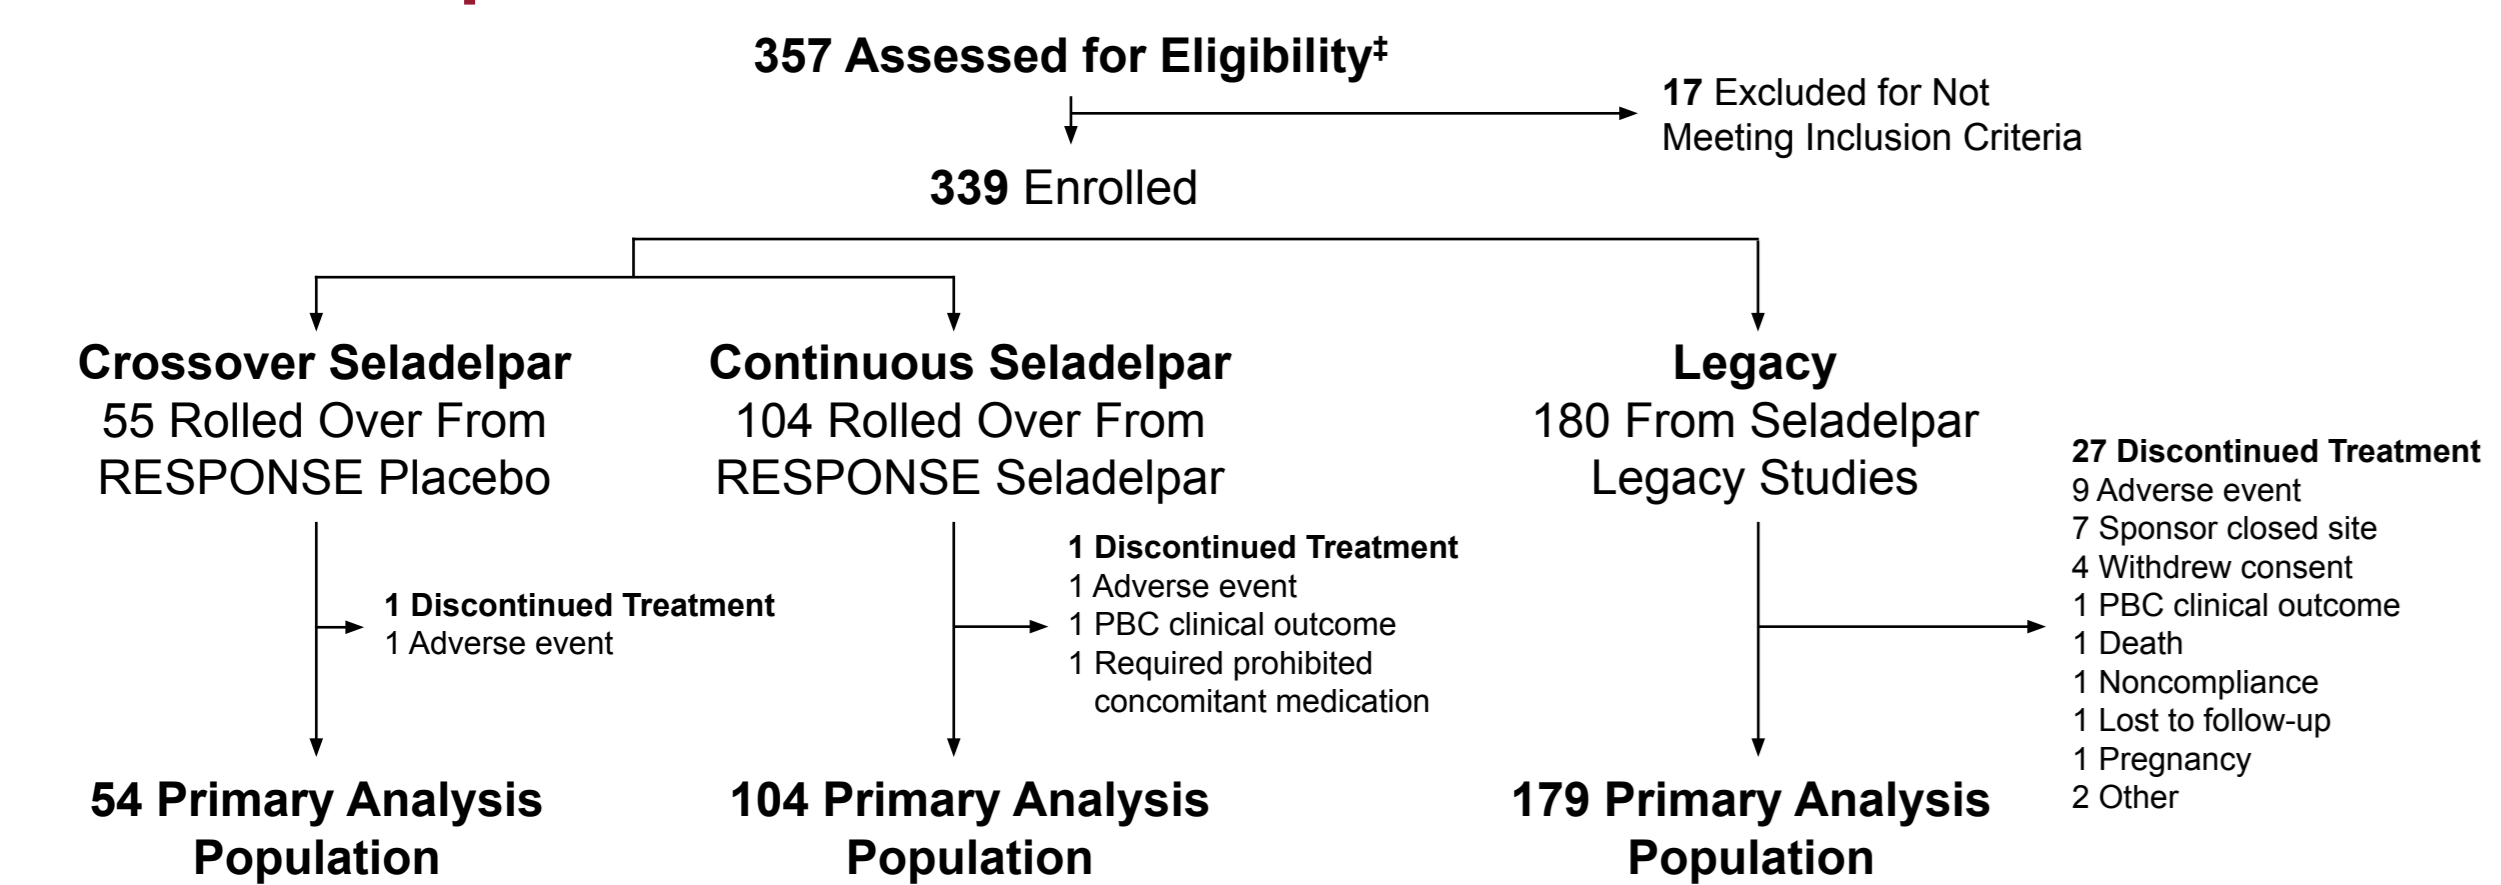 357 Assessed for Eligibility‡
17 Excluded for Not
Meeting Inclusion Criteria
339 Enrolled
Crossover Seladelpar
55 Rolled Over From
RESPONSE Placebo
Continuous Seladelpar
104 Rolled Over From
RESPONSE Seladelpar
Legacy
180 From Seladelpar
Legacy Studies
1 Discontinued Treatment
1 Adverse event
1 Discontinued Treatment
1 Adverse event
1 PBC clinical outcome
1 Required prohibited
concomitant medication
27 Discontinued Treatment
9 Adverse event
7 Sponsor closed site
4 Withdrew consent
1 PBC clinical outcome
1 Death
1 Noncompliance
1 Lost to follow-up
1 Pregnancy
2 Other
54 Primary Analysis
Population
104 Primary Analysis
Population
179 Primary Analysis
Population